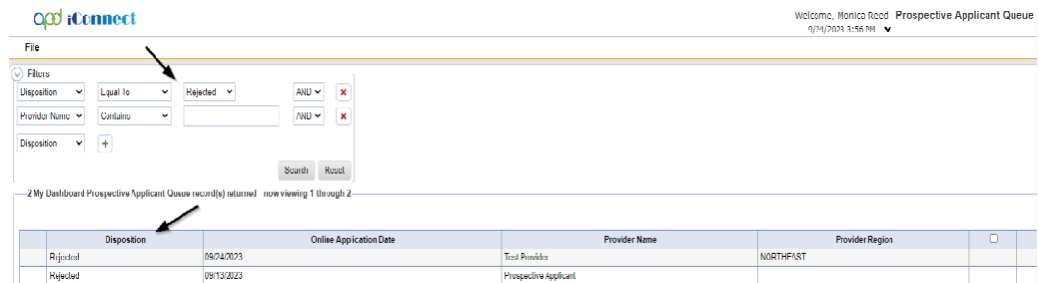 apd iConnect
Welcome, Monica Reed Prospective Applicant Queue
9/24/2023 3:56 PM
File
Filters
Disposition Equal To Rejected AND
Provider Name Contains AND
Disposition
Search Reset
2 My Dashboard Prospective Applicant Queue record(s) returned now viewing 1 through 2
Disposition Online Application Date Provider Name Provider Region
Rejected 09/24/2023 Test Provider NORTHEAST
Rejected 09/13/2023 Prospective Applicant